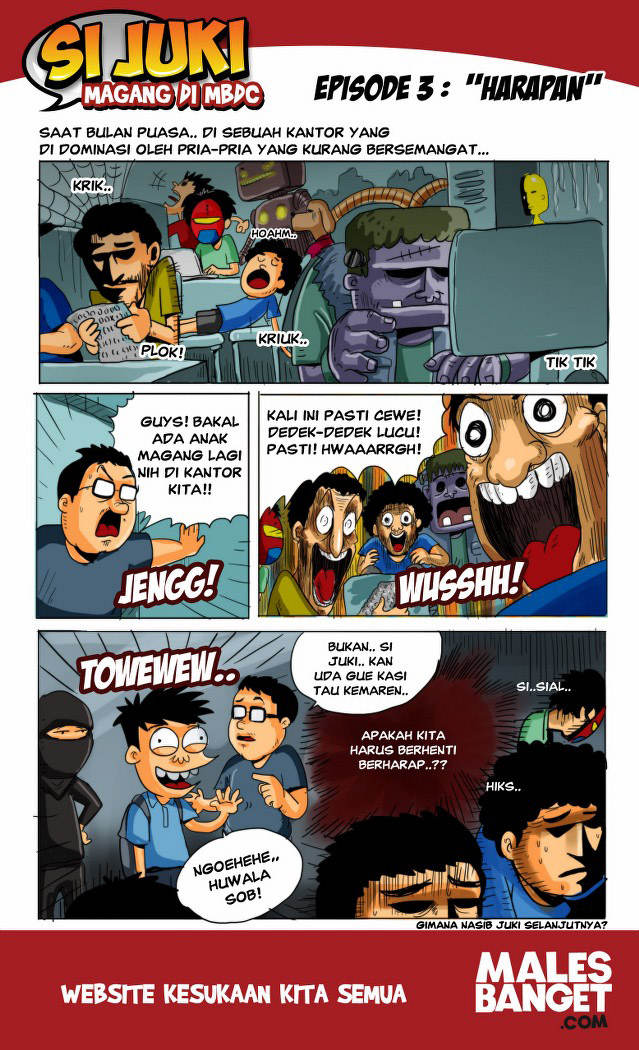 SI JUKI
MAGANG DI MBDC
EPISODE 3 : "HARAPAN"
SAAT BULAN PUASA.. DI SEBUAH KANTOR YANG
DI DOMINASI OLEH PRIA-PRIA YANG KURANG BERSEMANGAT...
KRIK..
HOAHM..
PLOK!
KRIUK..
TIK TIK
GUYS! BAKAL
ADA ANAK
MAGANG LAGI
NIH DI KANTOR
KITA!!
JENGG!
KALI INI PASTI CEWE!
DEDEK-DEDEK LUCU!
PASTI! HWAAARRGH!
WUSSHH!
TOWEWEW..
BUKAN.. SI
JUKI.. KAN
UDA GUE KASI
TAU KEMAREN..
SI..SIAL..
APAKAH KITA
HARUS BERHENTI
BERHARAP..??
HIKS..
NGOEHEHE,,
HUWALA
SOB!
GIMANA NASIB JUKI SELANJUTNYA?
WEBSITE KESUKAAN KITA SEMUA
MALES
BANGET
.COM